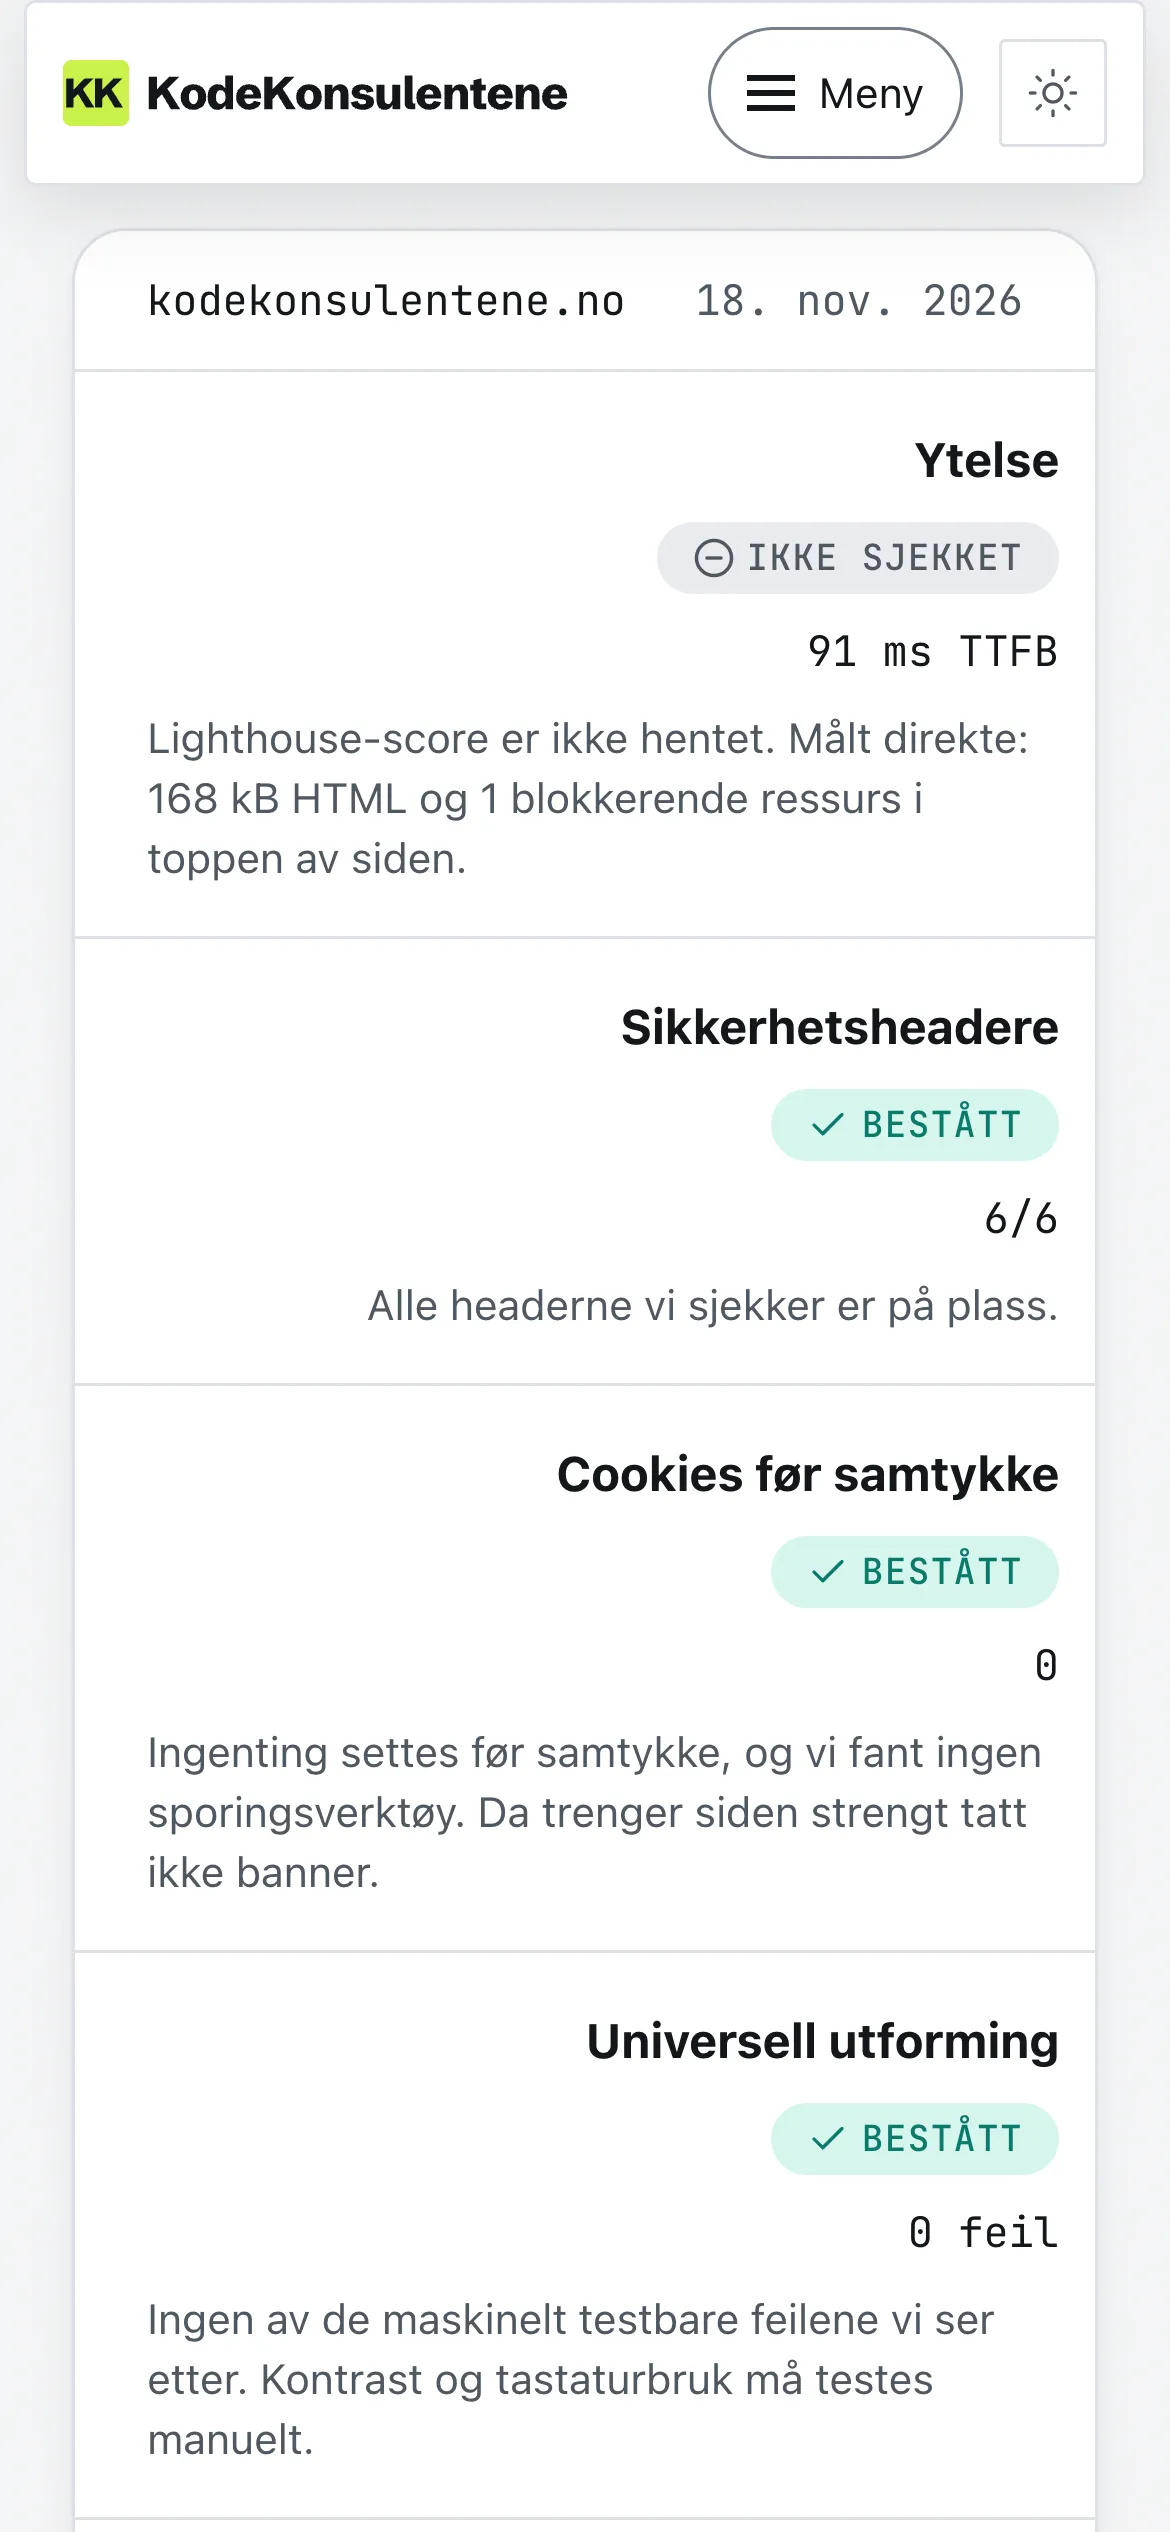 KK KodeKonsulentene
Meny
kodekonsulentene.no 18. nov. 2026
Ytelse
IKKE SJEKKET
91 ms TTFB
Lighthouse-score er ikke hentet. Målt direkte:
168 kB HTML og 1 blokkerende ressurs i
toppen av siden.
Sikkerhetsheadere
BESTÅTT
6/6
Alle headerne vi sjekker er på plass.
Cookies før samtykke
BESTÅTT
0
Ingenting settes før samtykke, og vi fant ingen
sporingsverktøy. Da trenger siden strengt tatt
ikke banner.
Universell utforming
BESTÅTT
0 feil
Ingen av de maskinelt testbare feilene vi ser
etter. Kontrast og tastaturbruk må testes
manuelt.